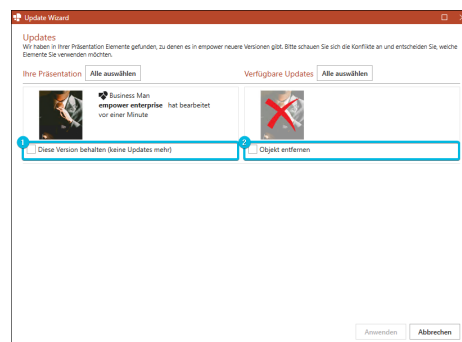 Update Wizard
Updates
Wir haben in Ihrer Präsentation Elemente gefunden, zu denen es in empower neuere Versionen gibt. Bitte schauen Sie sich die Konflikte an und entscheiden Sie, welche
Elemente Sie verwenden möchten.
Ihre Präsentation Alle auswählen
Verfügbare Updates Alle auswählen
Business Man
empower enterprise hat bearbeitet
vor einer Minute
1 Diese Version behalten (keine Updates mehr)
2 Objekt entfernen
Anwenden Abbrechen